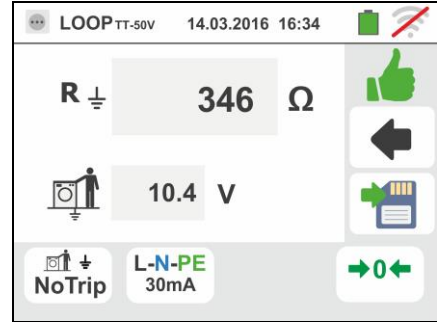 LOOP TT-50V 14.03.2016 16:34
R 346 Ω
10.4 V
NoTrip
L-N-PE
30mA
→0←